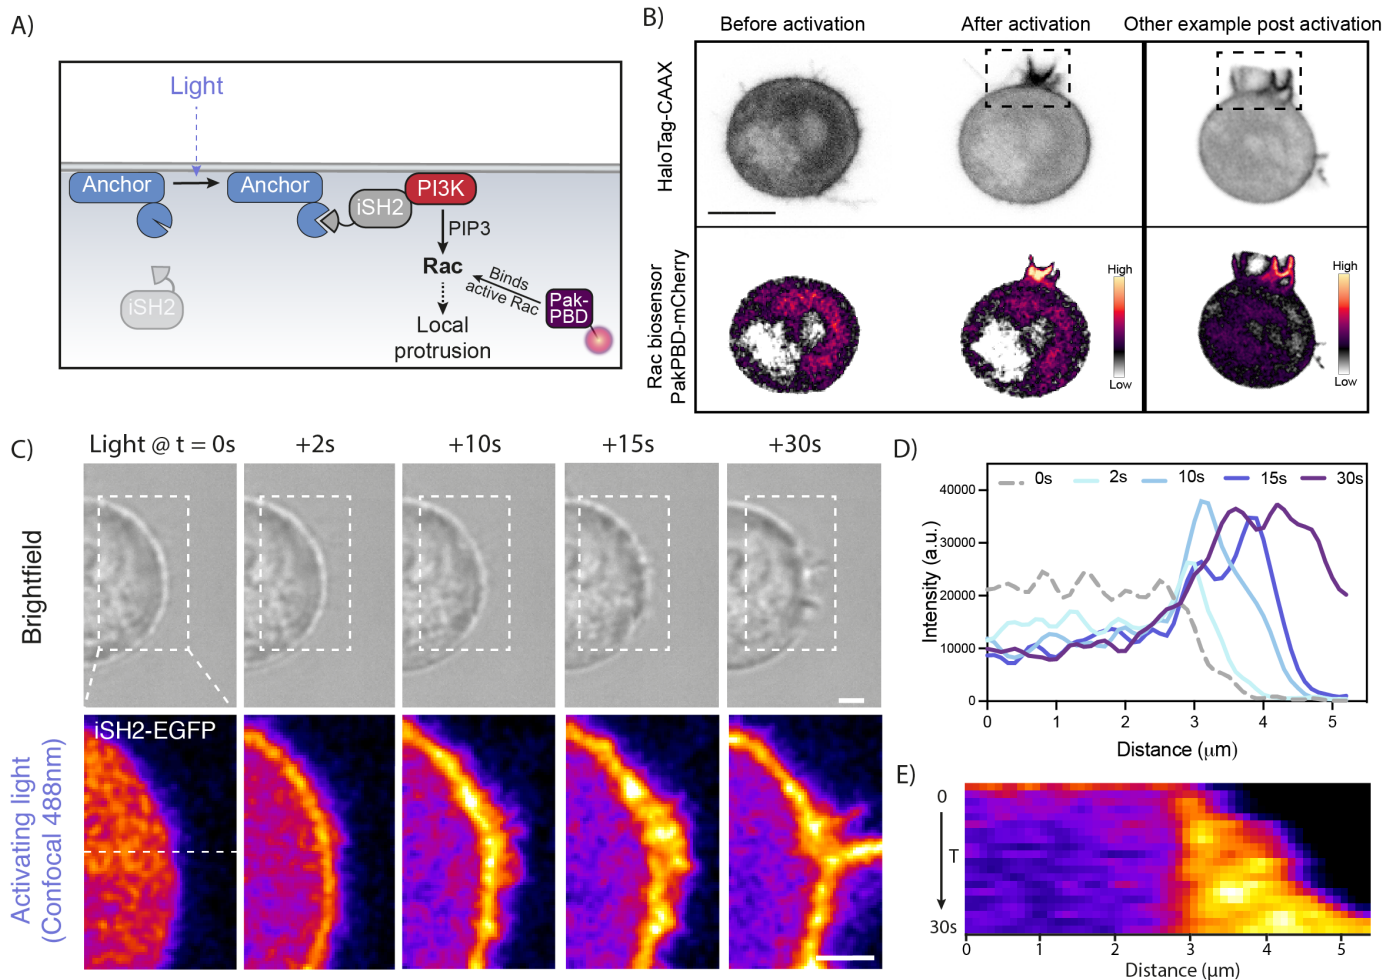 A)
Light
Anchor
Anchor
iSH2
PI3K
PIP3
Rac
Binds
active Rac
Pak-
PBD
iSH2
Local
protrusion
B)
Before activation
After activation
Other example post activation
HaloTag-CAAX
Rac biosensor
PakPBD-mCherry
High
Low
High
Low
C)
Light @ t = 0s
+2s
+10s
+15s
+30s
Brightfield
iSH2-EGFP
Activating light
(Confocal 488nm)
D)
0s
2s
10s
15s
30s
Intensity (a.u.)
40000
30000
20000
10000
0
0
1
2
3
4
5
Distance (μm)
E)
0
T
30s
0
1
2
3
4
5
Distance (μm)